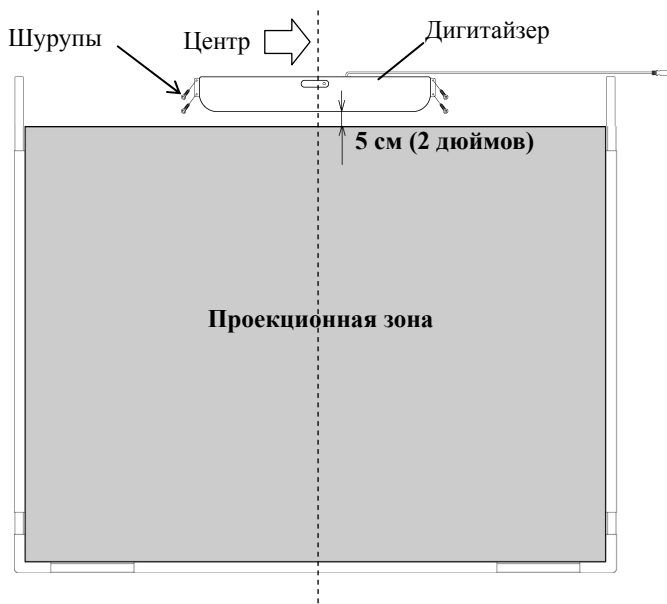 Шурупы
Центр
Дигитайзер
5 см (2 дюймов)
Проекционная зона